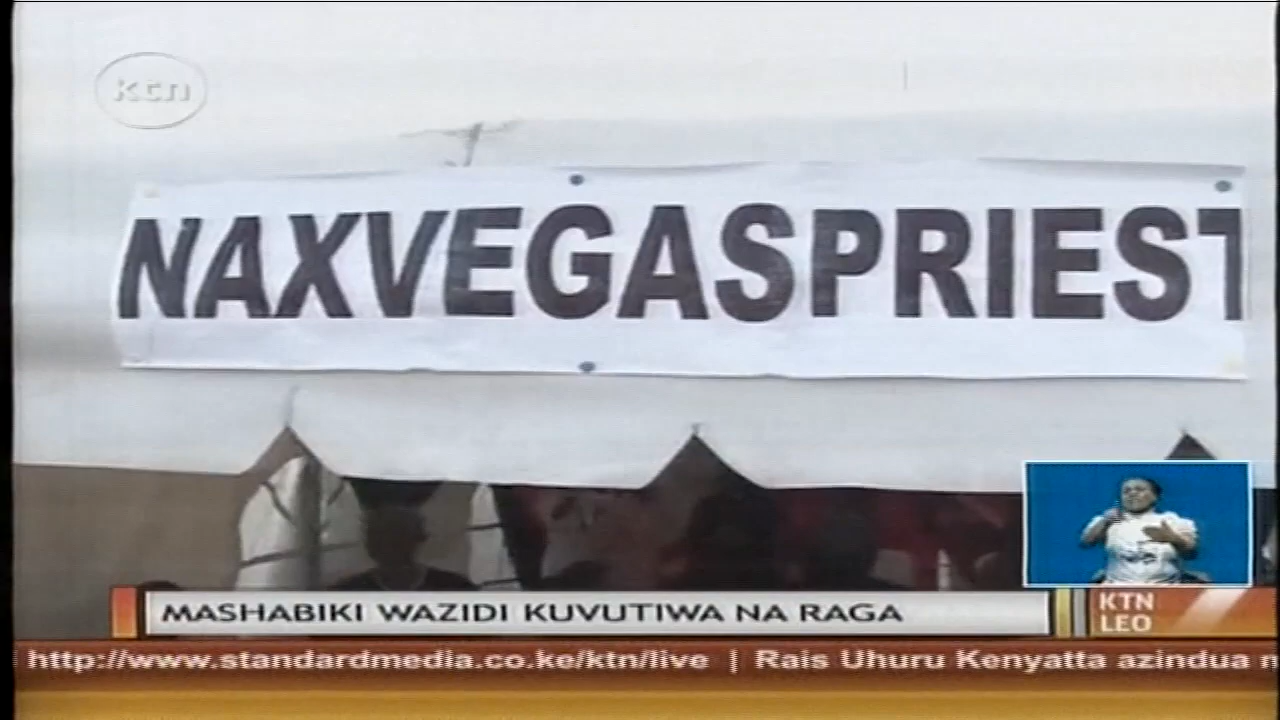 ktn
NAXVEGASPRIEST
MASHABIKI WAZIDI KUVUTIWA NA RAGA
KTN
LEO
http://www.standardmedia.co.ke/ktn/live | Rais Uhuru Kenyatta azindua